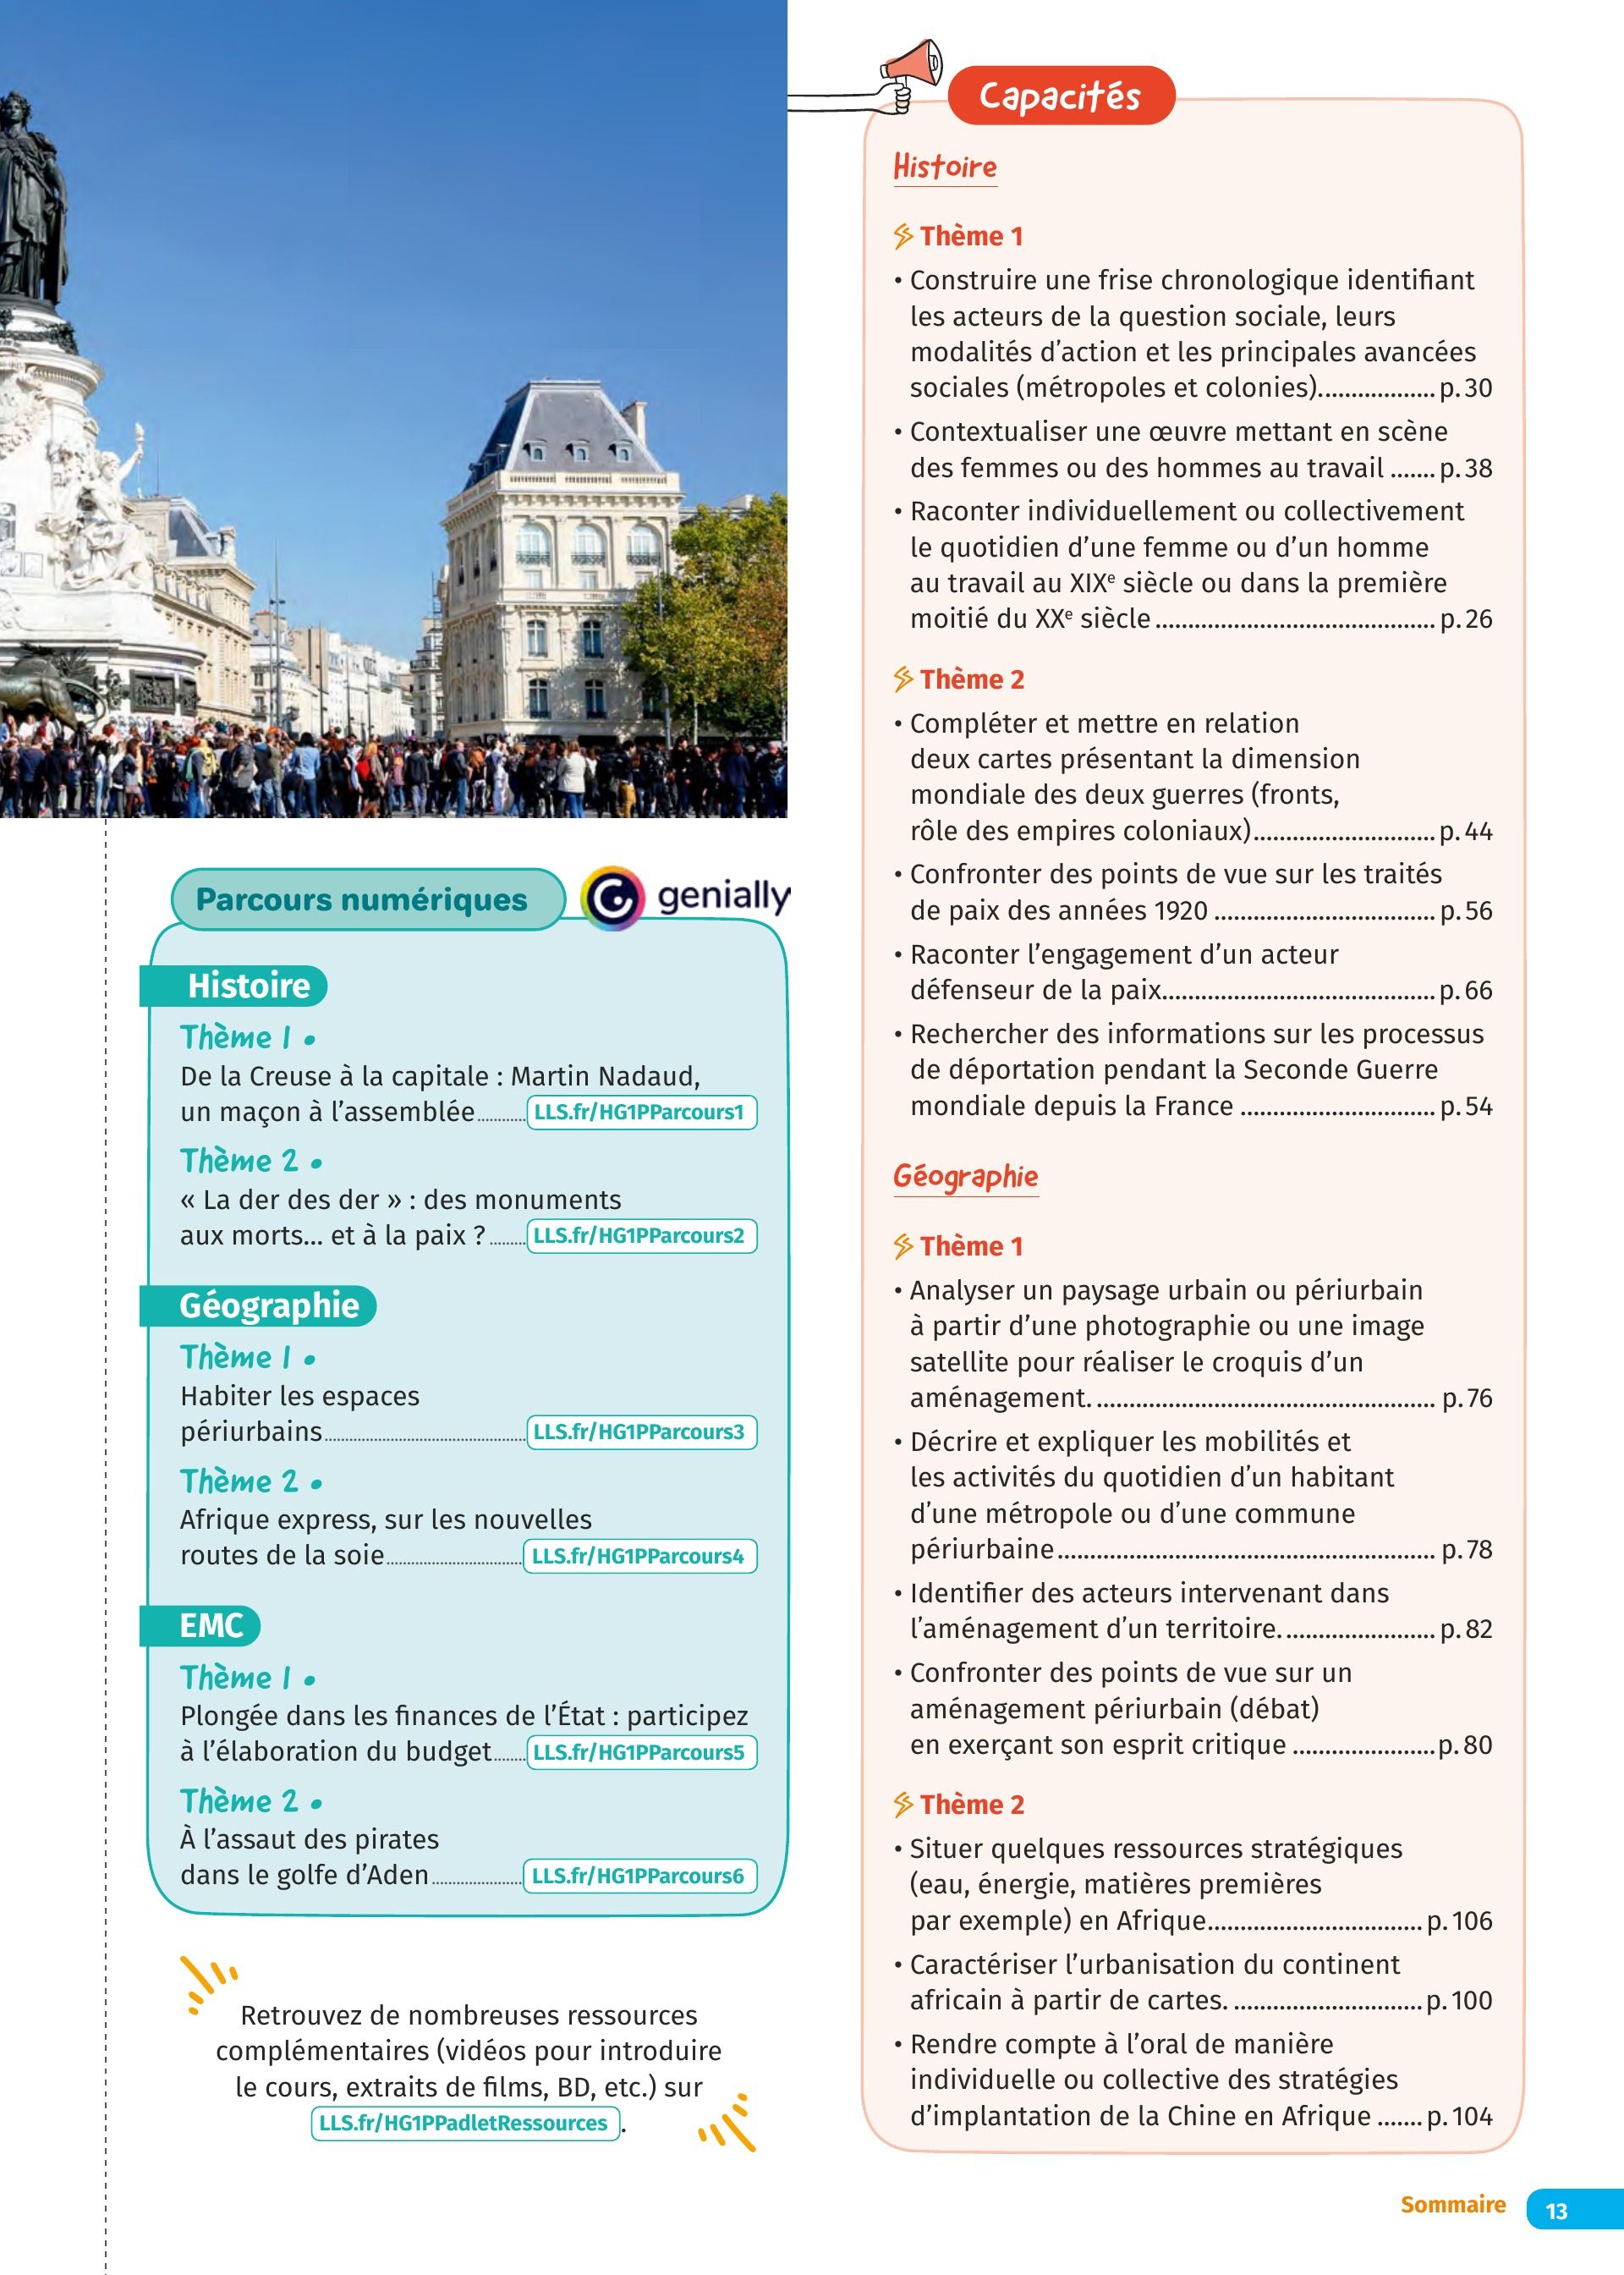 Capacités
Histoire
Thème 1
• Construire une frise chronologique identifiant
les acteurs de la question sociale, leurs
modalités d'action et les principales avancées
sociales (métropoles et colonies)................. p. 30
• Contextualiser une œuvre mettant en scène
des femmes ou des hommes au travail ....... p. 38
• Raconter individuellement ou collectivement
le quotidien d'une femme ou d'un homme
au travail au XIXe siècle ou dans la première
moitié du XXe siècle .......................................... p. 26
Thème 2
• Compléter et mettre en relation
deux cartes présentant la dimension
mondiale des deux guerres (fronts,
rôle des empires coloniaux)........................... p. 44
• Confronter des points de vue sur les traités
de paix des années 1920 ................................. p. 56
• Raconter l'engagement d'un acteur
défenseur de la paix......................................... p. 66
• Rechercher des informations sur les processus
de déportation pendant la Seconde Guerre
mondiale depuis la France ............................. p. 54
Géographie
Thème 1
• Analyser un paysage urbain ou périurbain
à partir d'une photographie ou une image
satellite pour réaliser le croquis d'un
aménagement. ................................................... p. 76
• Décrire et expliquer les mobilités et
les activités du quotidien d'un habitant
d'une métropole ou d'une commune
périurbaine......................................................... p. 78
• Identifier des acteurs intervenant dans
l'aménagement d'un territoire. ....................... p. 82
• Confronter des points de vue sur un
aménagement périurbain (débat)
en exerçant son esprit critique ...................... p. 80
Thème 2
• Situer quelques ressources stratégiques
(eau, énergie, matières premières
par exemple) en Afrique................................ p. 106
• Caractériser l'urbanisation du continent
africain à partir de cartes. ............................ p. 100
• Rendre compte à l'oral de manière
individuelle ou collective des stratégies
d'implantation de la Chine en Afrique ....... p. 104
Parcours numériques
genially
Histoire
Thème 1 •
De la Creuse à la capitale : Martin Nadaud,
un maçon à l'assemblée............ LLS.fr/HG1PParcours1
Thème 2 •
« La der des der » : des monuments
aux morts... et à la paix ? ......... LLS.fr/HG1PParcours2
Géographie
Thème 1 •
Habiter les espaces
périurbains.................................................. LLS.fr/HG1PParcours3
Thème 2 •
Afrique express, sur les nouvelles
routes de la soie.................................. LLS.fr/HG1PParcours4
EMC
Thème 1 •
Plongée dans les finances de l'État : participez
à l'élaboration du budget........ LLS.fr/HG1PParcours5
Thème 2 •
À l'assaut des pirates
dans le golfe d'Aden...................... LLS.fr/HG1PParcours6
Retrouvez de nombreuses ressources
complémentaires (vidéos pour introduire
le cours, extraits de films, BD, etc.) sur
LLS.fr/HG1PPadletRessources .
Sommaire 13